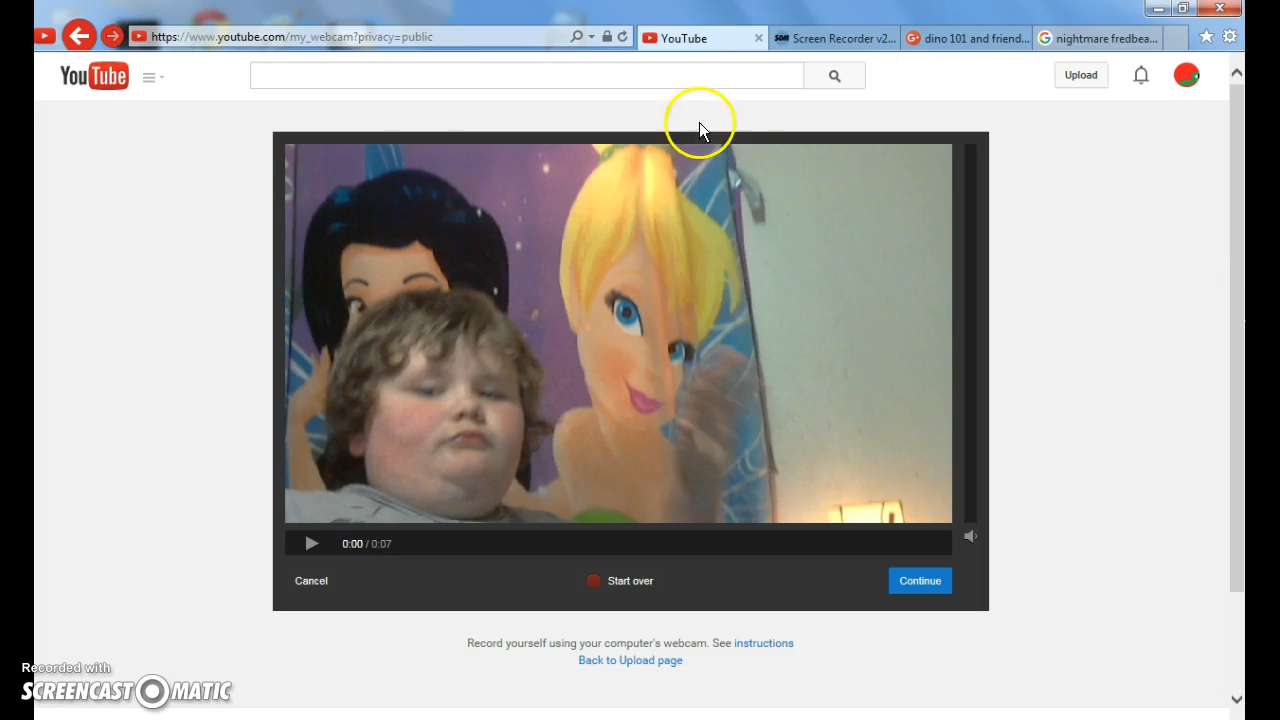 https://www.youtube.com/my_webcam?privacy=public
YouTube
Screen Recorder v2...
dino 101 and friend...
nightmare fredbea...
YouTube
Upload
0:00 / 0:07
Cancel
Start over
Continue
Record yourself using your computer's webcam. See instructions
Back to Upload page
Recorded with
SCREENCAST MATIC